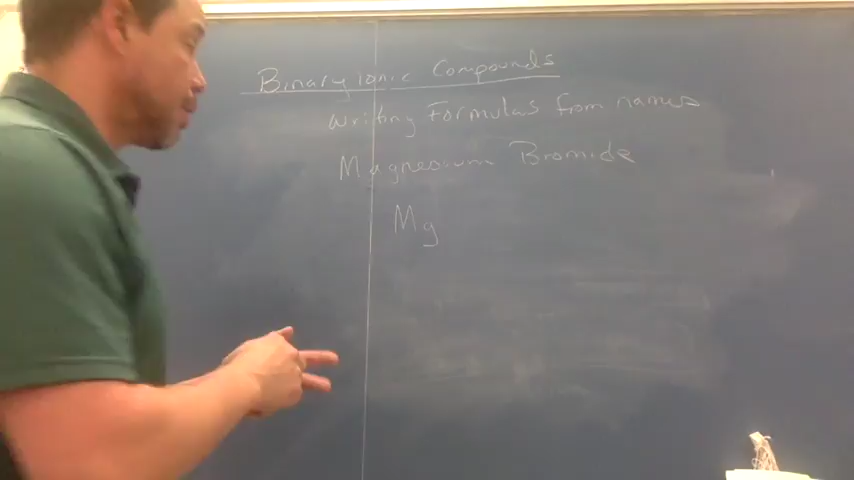 Binary ionic Compounds
Writing Formulas from names
Magnesium Bromide
Mg